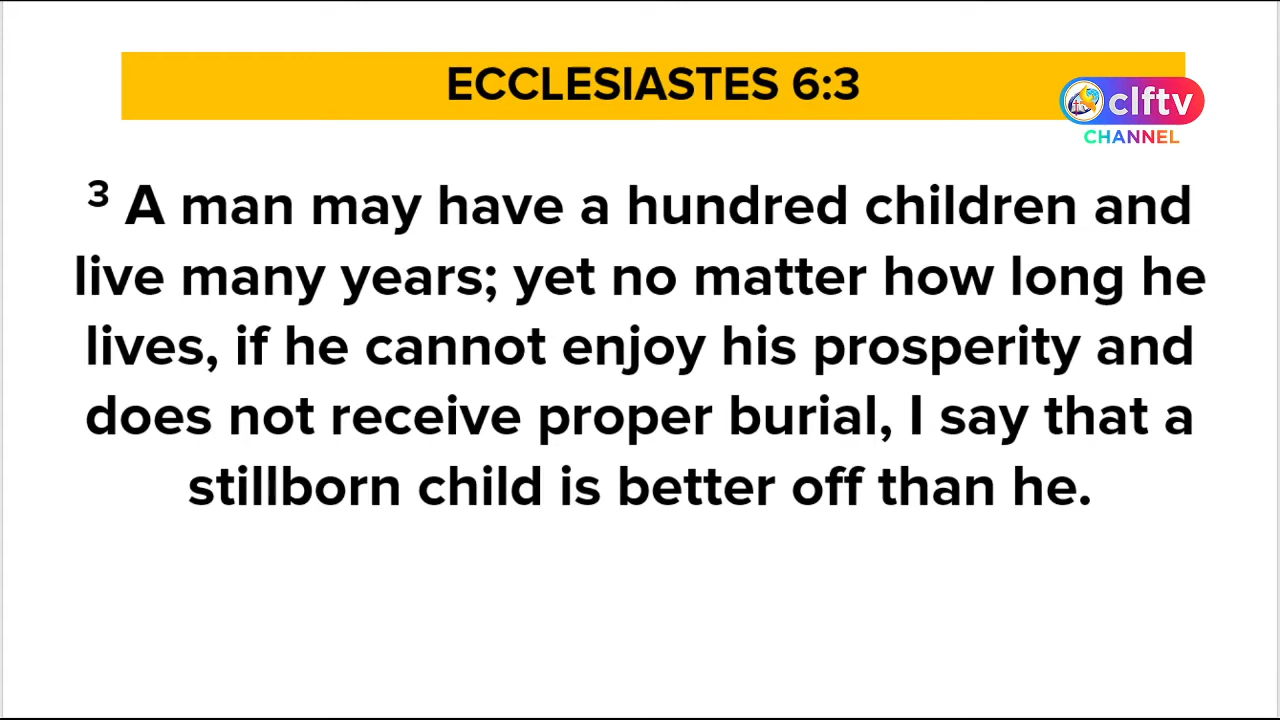 ECCLESIASTES 6:3
clftv
CHANNEL
³ A man may have a hundred children and
live many years; yet no matter how long he
lives, if he cannot enjoy his prosperity and
does not receive proper burial, I say that a
stillborn child is better off than he.